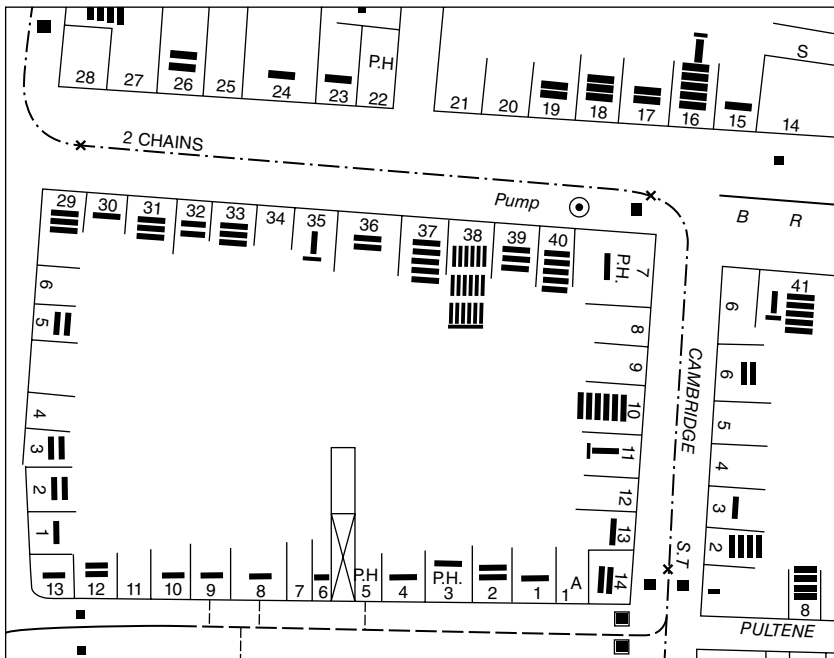 28 27 26 25 24 23 P.H 22
21 20 19 18 17 16 15 14 S
2 CHAINS
Pump
B R
29 30 31 32 33 34 35 36 37 38 39 40
P.H. 7
41
6
5
4
3
2
1
8
9
10
11
12
13
14
6
6
5
4
3
2
CAMBRIDGE
S.T
13 12 11 10 9 8 7 6 P.H 5 4 P.H. 3 2 1 1 A
8
PULTENE